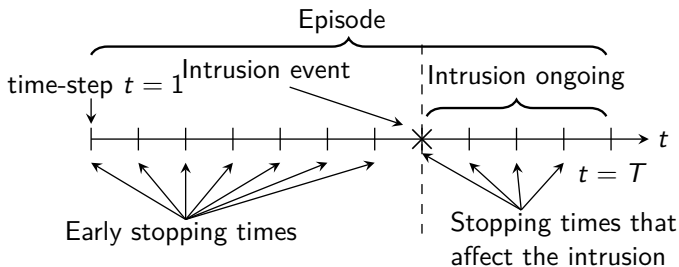 Episode
Intrusion event
Intrusion ongoing
time-step t = 1
t
t = T
Early stopping times
Stopping times that
affect the intrusion